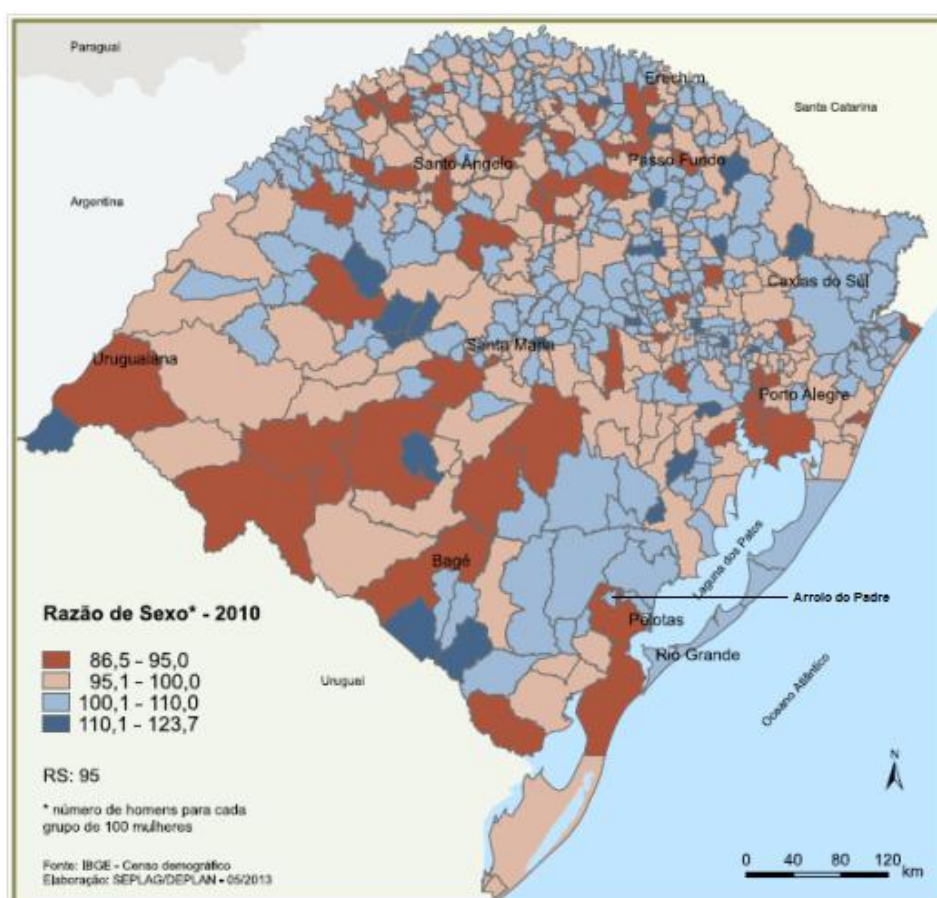 Paraguai
Erechim
Santa Catarina
Santo Ângelo
Passo Fundo
Argentina
Caxias do Sul
Uruguaiana
Santa Maria
Porto Alegre
Laguna dos Patos
Bagé
Arroio do Padre
Pelotas
Rio Grande
Oceano Atlântico
Uruguai
Razão de Sexo* - 2010
86,5 - 95,0
95,1 - 100,0
100,1 - 110,0
110,1 - 123,7
RS: 95
* número de homens para cada
grupo de 100 mulheres
Fonte: IBGE - Censo demográfico
Elaboração: SEPLAG/DEPLAN - 05/2013
N
0 40 80 120
km